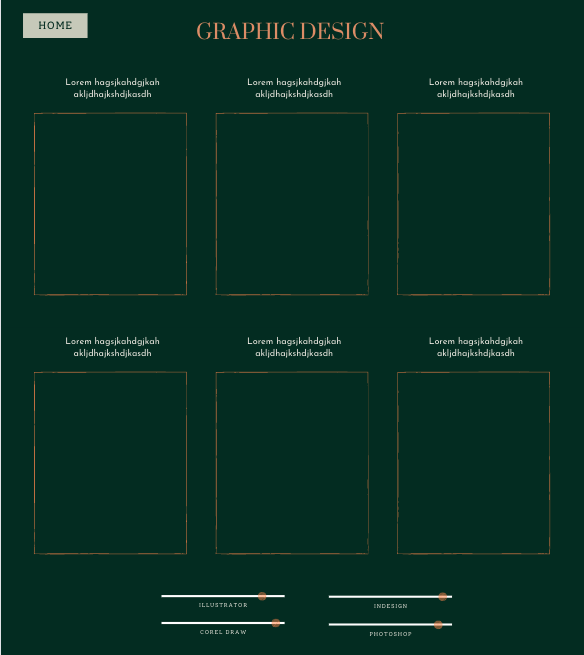 HOME
GRAPHIC DESIGN
Lorem hagsjkahdgjkah
akljdhajkshdjkasdh
Lorem hagsjkahdgjkah
akljdhajkshdjkasdh
Lorem hagsjkahdgjkah
akljdhajkshdjkasdh
Lorem hagsjkahdgjkah
akljdhajkshdjkasdh
Lorem hagsjkahdgjkah
akljdhajkshdjkasdh
Lorem hagsjkahdgjkah
akljdhajkshdjkasdh
ILLUSTRATOR
INDESIGN
COREL DRAW
PHOTOSHOP